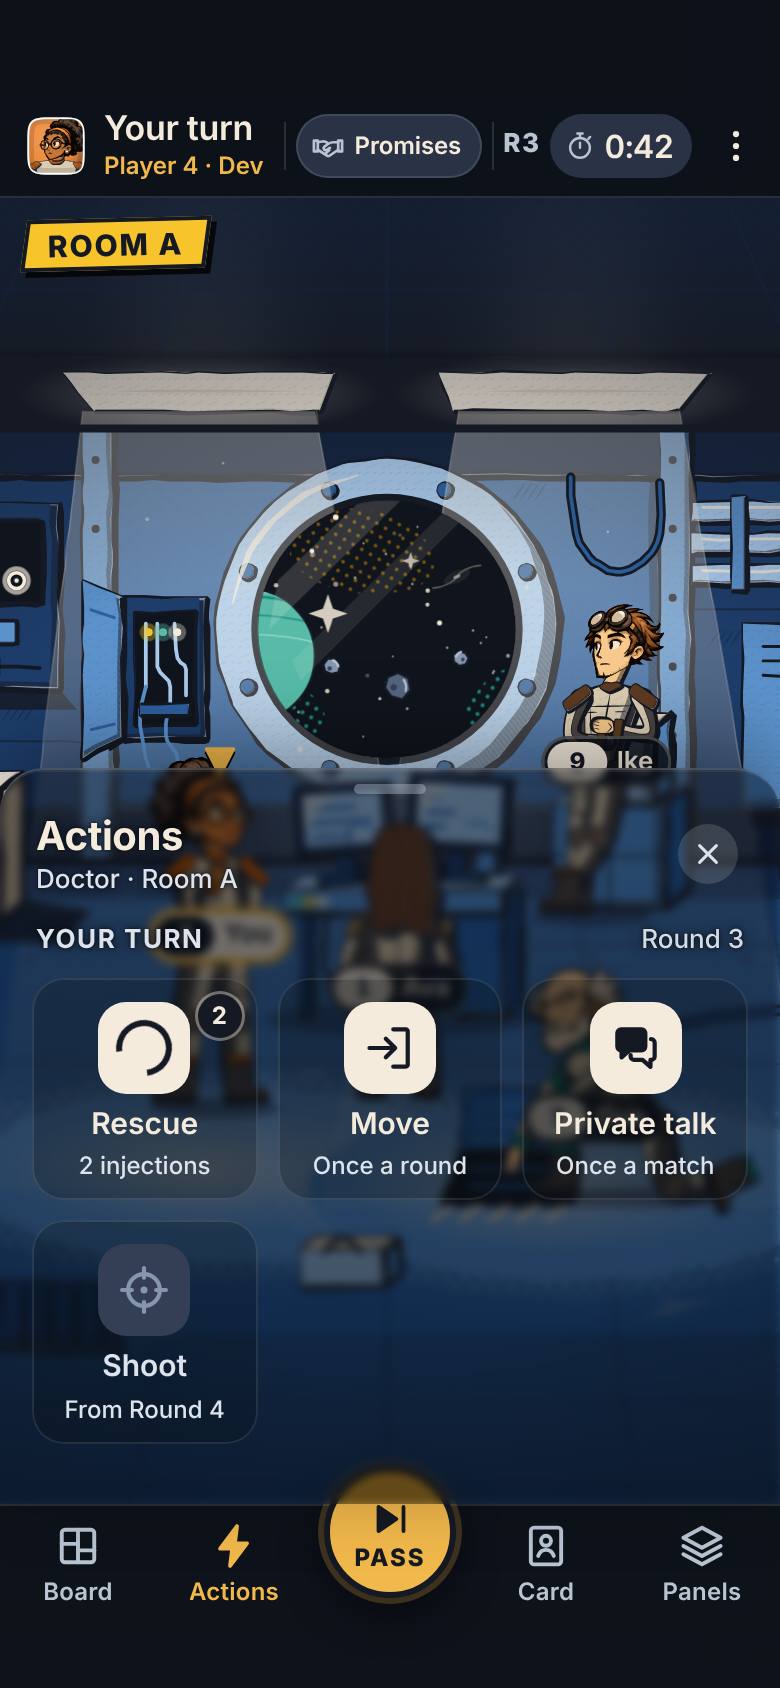 Your turn
Player 4 · Dev
Promises
R3
0:42
ROOM A
9 Ike
Actions
Doctor · Room A
YOUR TURN
Round 3
You
2
Rescue
2 injections
Move
Once a round
Private talk
Once a match
Shoot
From Round 4
PASS
Board
Actions
Card
Panels